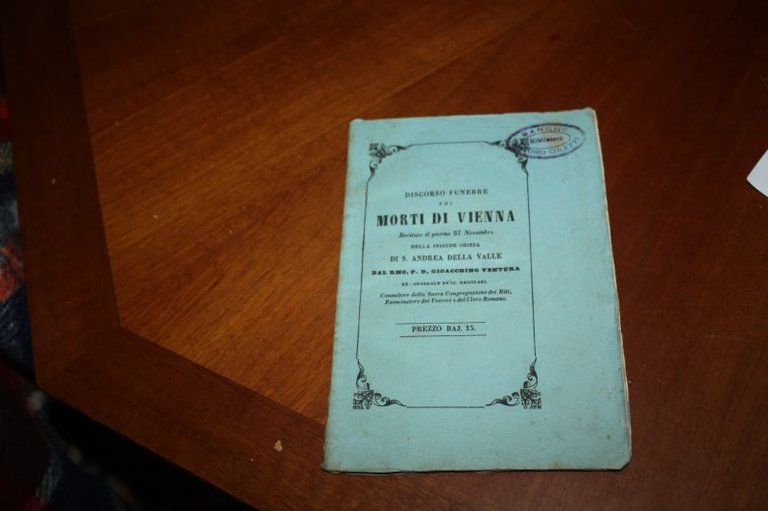 Biblioteca
DISCORSO FUNEBRE
PEI
MORTI DI VIENNA
Recitato il giorno 27 Novembre
NELLA INSIGNE CHIESA
DI S. ANDREA DELLA VALLE
DAL RMO. P. D. GIOACCHINO VENTURA
EX-GENERALE DE'CC. REGOLARI
Consultore della Sacra Congregazione dei Riti,
Esaminatore dei Vescovi e del Clero Romano.
PREZZO BAJ. 15.